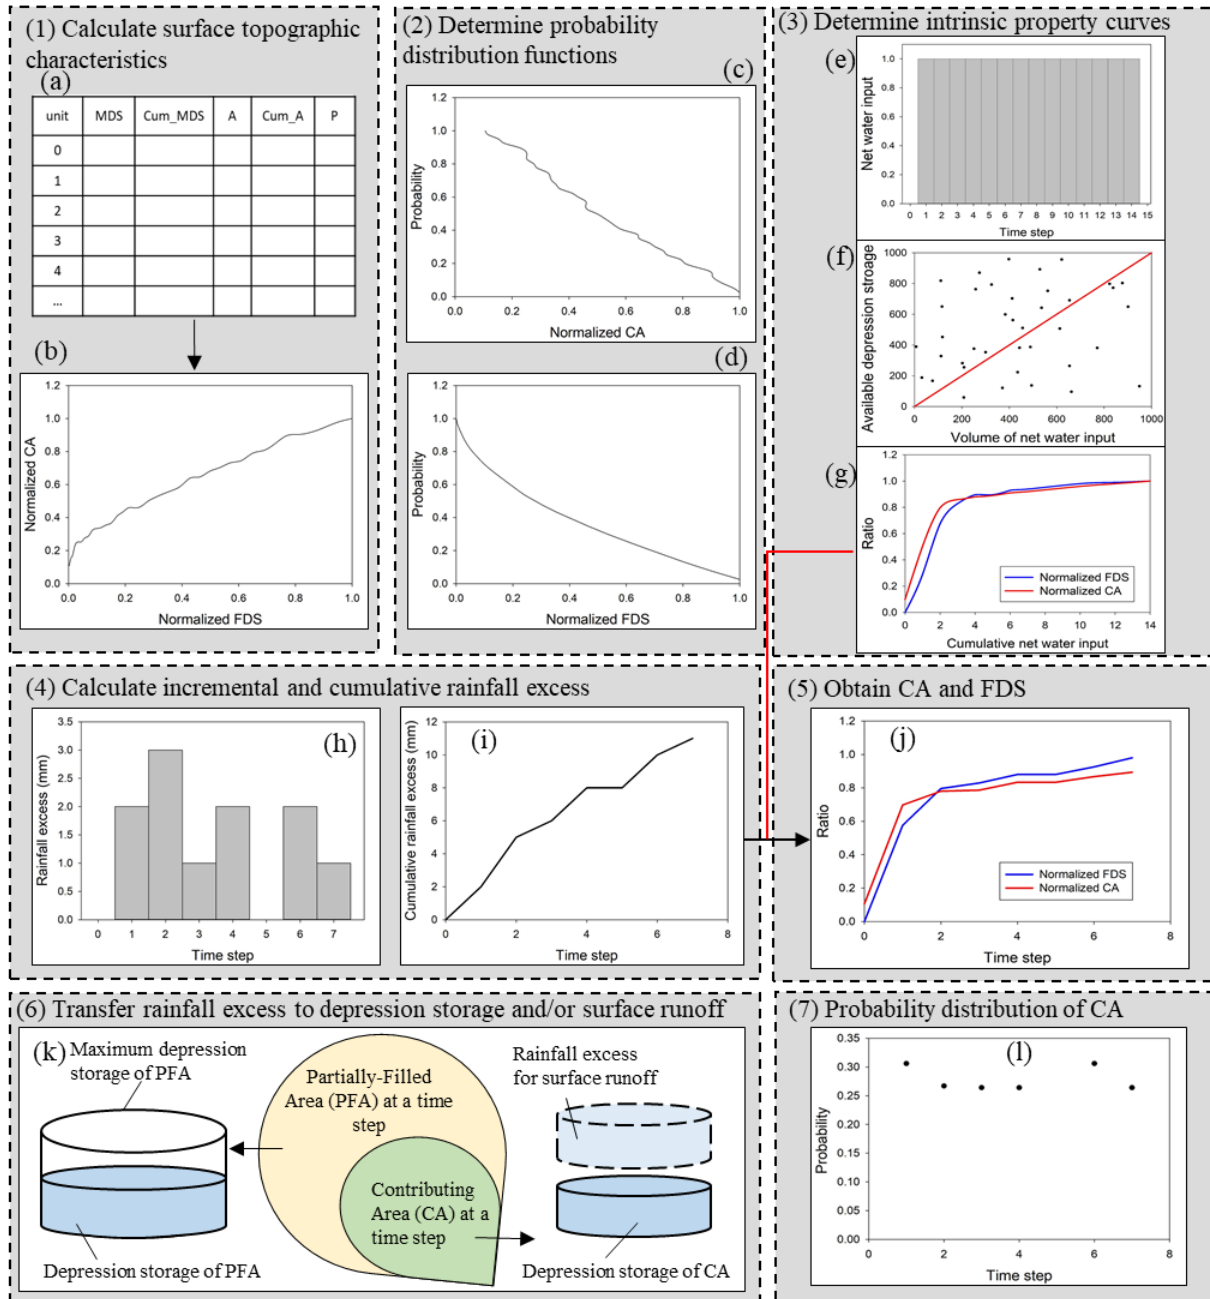 (1) Calculate surface topographic
characteristics
(a)
unit MDS Cum_MDS A Cum_A P
0
1
2
3
4
...
(b)
1.2
1.0
0.8
0.6
0.4
0.2
0.0
Normalized CA
0.0 0.2 0.4 0.6 0.8 1.0
Normalized FDS
(2) Determine probability
distribution functions
(c)
1.2
1.0
0.8
0.6
0.4
0.2
0.0
Probability
0.0 0.2 0.4 0.6 0.8 1.0
Normalized CA
(d)
1.2
1.0
0.8
0.6
0.4
0.2
0.0
Probability
0.0 0.2 0.4 0.6 0.8 1.0
Normalized FDS
(3) Determine intrinsic property curves
(e)
1.0
0.8
0.6
0.4
0.2
0.0
Net water input
0 1 2 3 4 5 6 7 8 9 10 11 12 13 14 15
Time step
(f)
1000
800
600
400
200
0
Available depression stroage
0 200 400 600 800 1000
Volume of net water input
(g)
1.2
1.0
0.8
0.6
0.4
0.2
0.0
Ratio
Normalized FDS
Normalized CA
0 2 4 6 8 10 12 14
Cumulative net water input
(4) Calculate incremental and cumulative rainfall excess
(h)
3.5
3.0
2.5
2.0
1.5
1.0
0.5
0.0
Rainfall excess (mm)
0 1 2 3 4 5 6 7
Time step
(i)
12
10
8
6
4
2
0
Cumulative rainfall excess (mm)
0 2 4 6 8
Time step
(5) Obtain CA and FDS
(j)
1.2
1.0
0.8
0.6
0.4
0.2
0.0
Ratio
Normalized FDS
Normalized CA
0 2 4 6 8
Time step
(6) Transfer rainfall excess to depression storage and/or surface runoff
(k)
Maximum depression
storage of PFA
Depression storage of PFA
Partially-Filled
Area (PFA) at a time
step
Contributing
Area (CA) at a
time step
Rainfall excess
for surface runoff
Depression storage of CA
(7) Probability distribution of CA
(l)
0.35
0.30
0.25
0.20
0.15
0.10
0.05
0.00
Probability
0 2 4 6 8
Time step